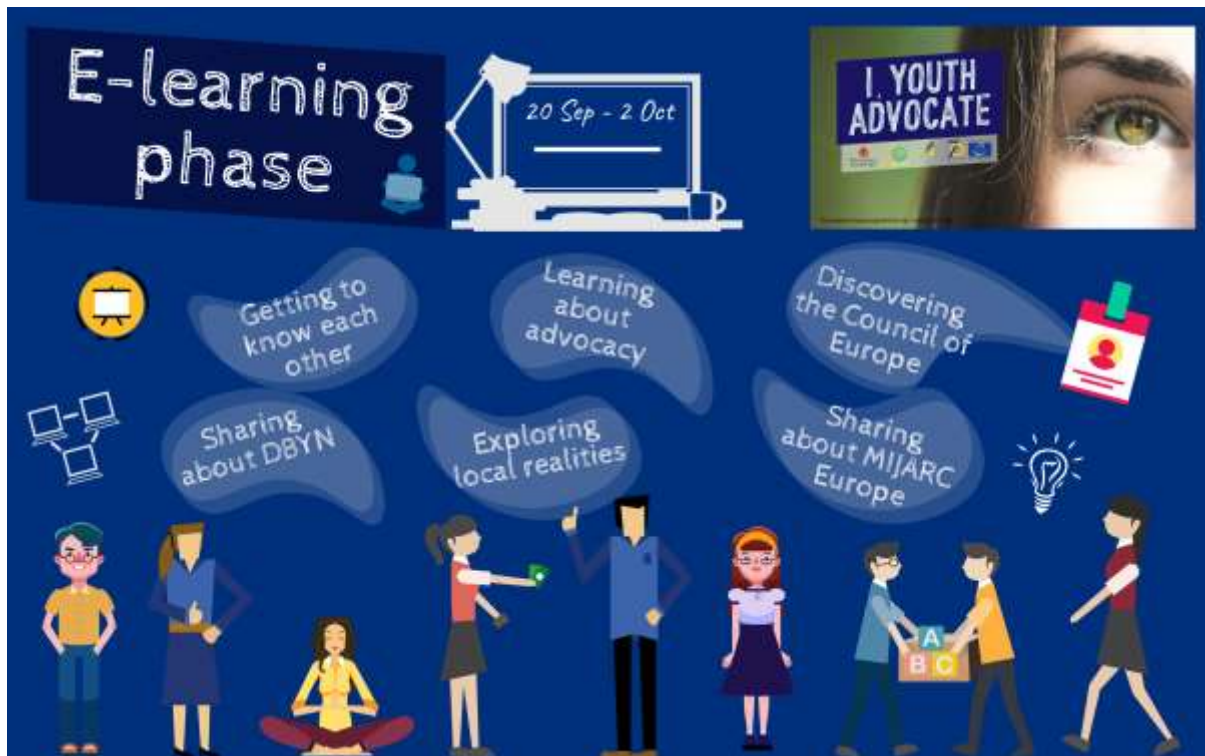 E-learning
phase
20 Sep - 2 Oct
I, YOUTH
ADVOCATE
Getting to
know each
other
Learning
about
advocacy
Discovering
the Council of
Europe
Sharing
about DBYN
Exploring
local realities
Sharing
about MIJARC
Europe
A
B C